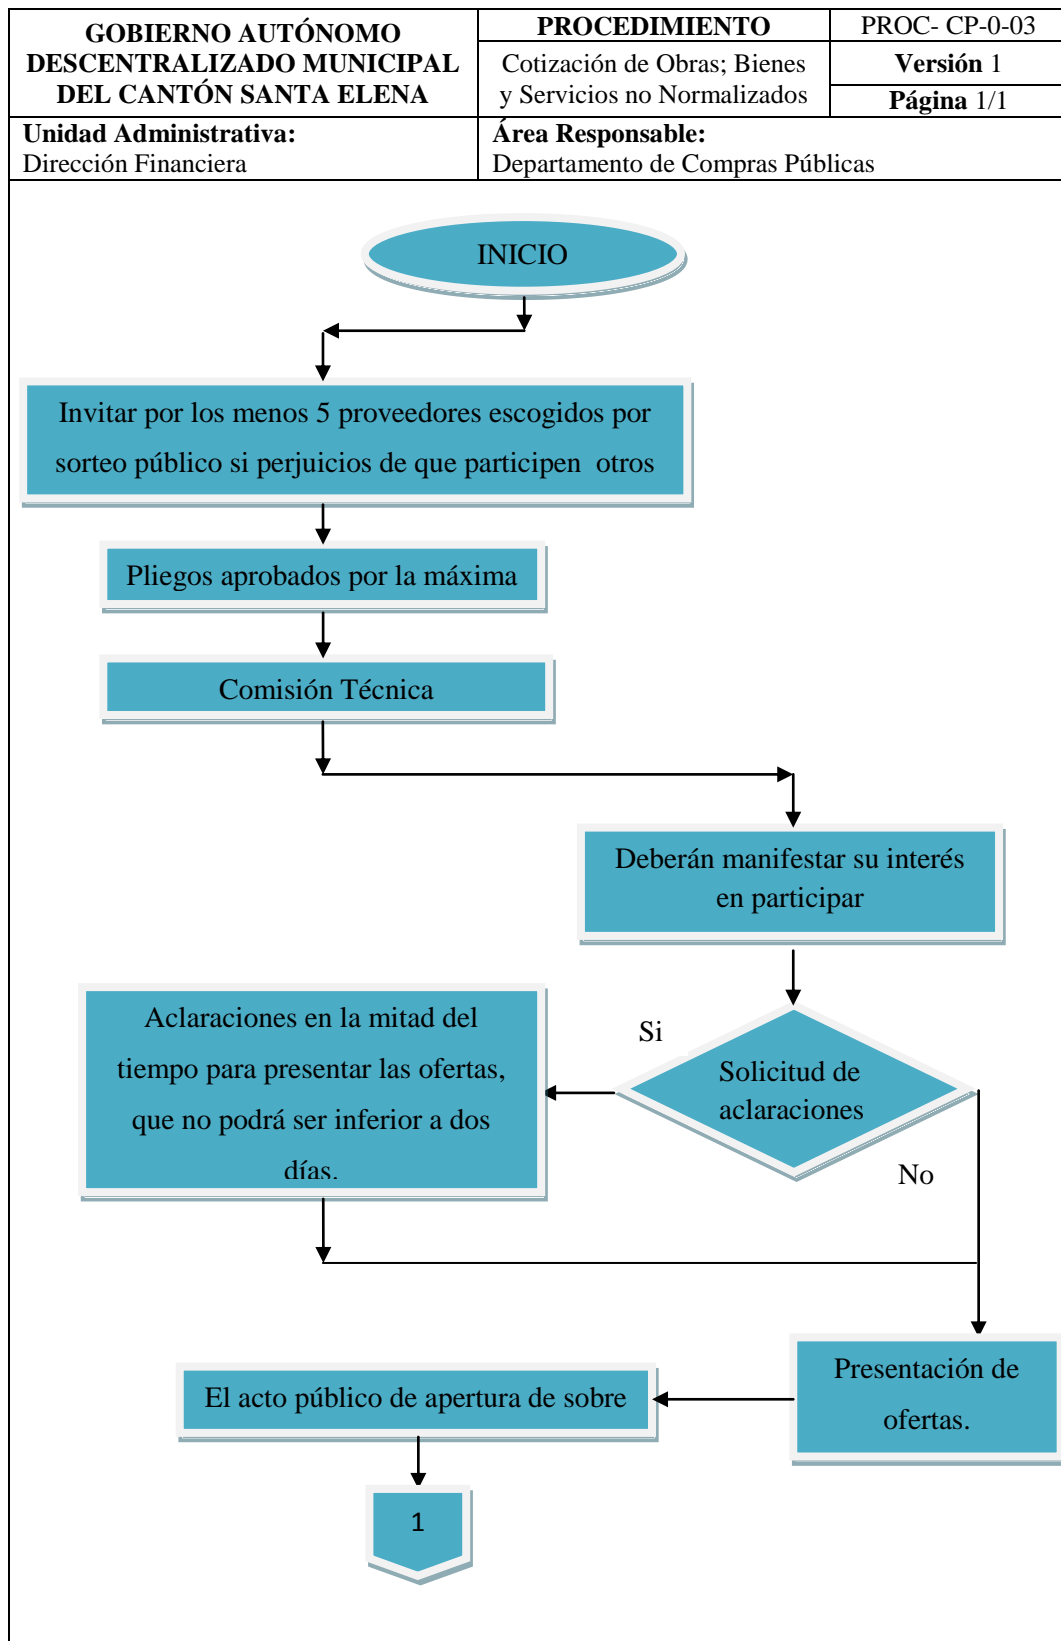 GOBIERNO AUTÓNOMO
DESCENTRALIZADO MUNICIPAL
DEL CANTÓN SANTA ELENA
PROCEDIMIENTO
Cotización de Obras; Bienes
y Servicios no Normalizados
PROC- CP-0-03
Versión 1
Página 1/1
Unidad Administrativa:
Dirección Financiera
Área Responsable:
Departamento de Compras Públicas
INICIO
Invitar por los menos 5 proveedores escogidos por
sorteo público si perjuicios de que participen otros
Pliegos aprobados por la máxima
Comisión Técnica
Deberán manifestar su interés
en participar
Solicitud de
aclaraciones
Si
No
Aclaraciones en la mitad del
tiempo para presentar las ofertas,
que no podrá ser inferior a dos
días.
Presentación de
ofertas.
El acto público de apertura de sobre
1